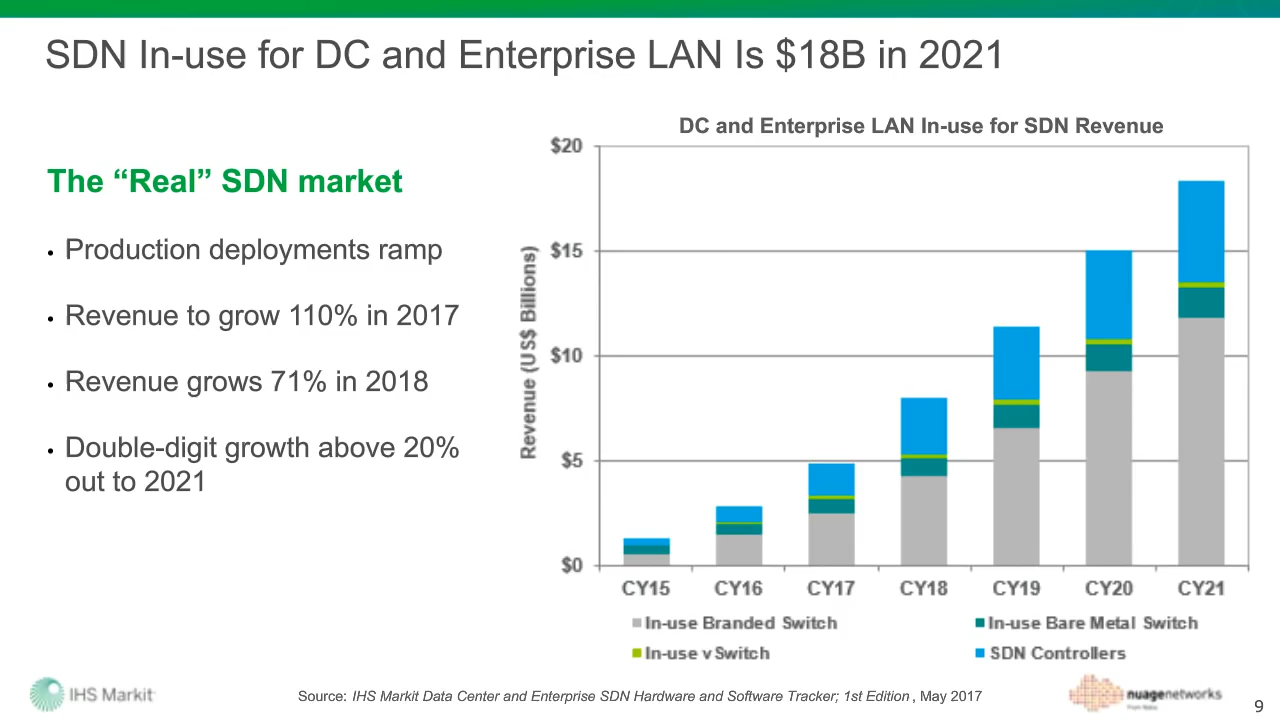 SDN In-use for DC and Enterprise LAN Is $18B in 2021
The “Real” SDN market
• Production deployments ramp
• Revenue to grow 110% in 2017
• Revenue grows 71% in 2018
• Double-digit growth above 20%
out to 2021
DC and Enterprise LAN In-use for SDN Revenue
Revenue (US$ Billions)
$20
$15
$10
$5
$0
CY15 CY16 CY17 CY18 CY19 CY20 CY21
In-use Branded Switch In-use Bare Metal Switch
In-use vSwitch SDN Controllers
IHS Markit
Source: IHS Markit Data Center and Enterprise SDN Hardware and Software Tracker; 1st Edition, May 2017
nuagenetworks
From Nokia
9